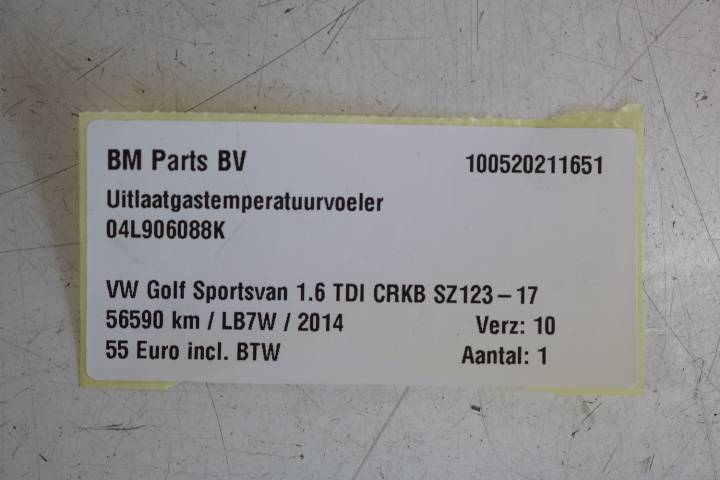 BM Parts BV 100520211651
Uitlaatgastemperatuurvoeler
04L906088K
VW Golf Sportsvan 1.6 TDI CRKB SZ123-17
56590 km / LB7W / 2014 Verz: 10
55 Euro incl. BTW Aantal: 1